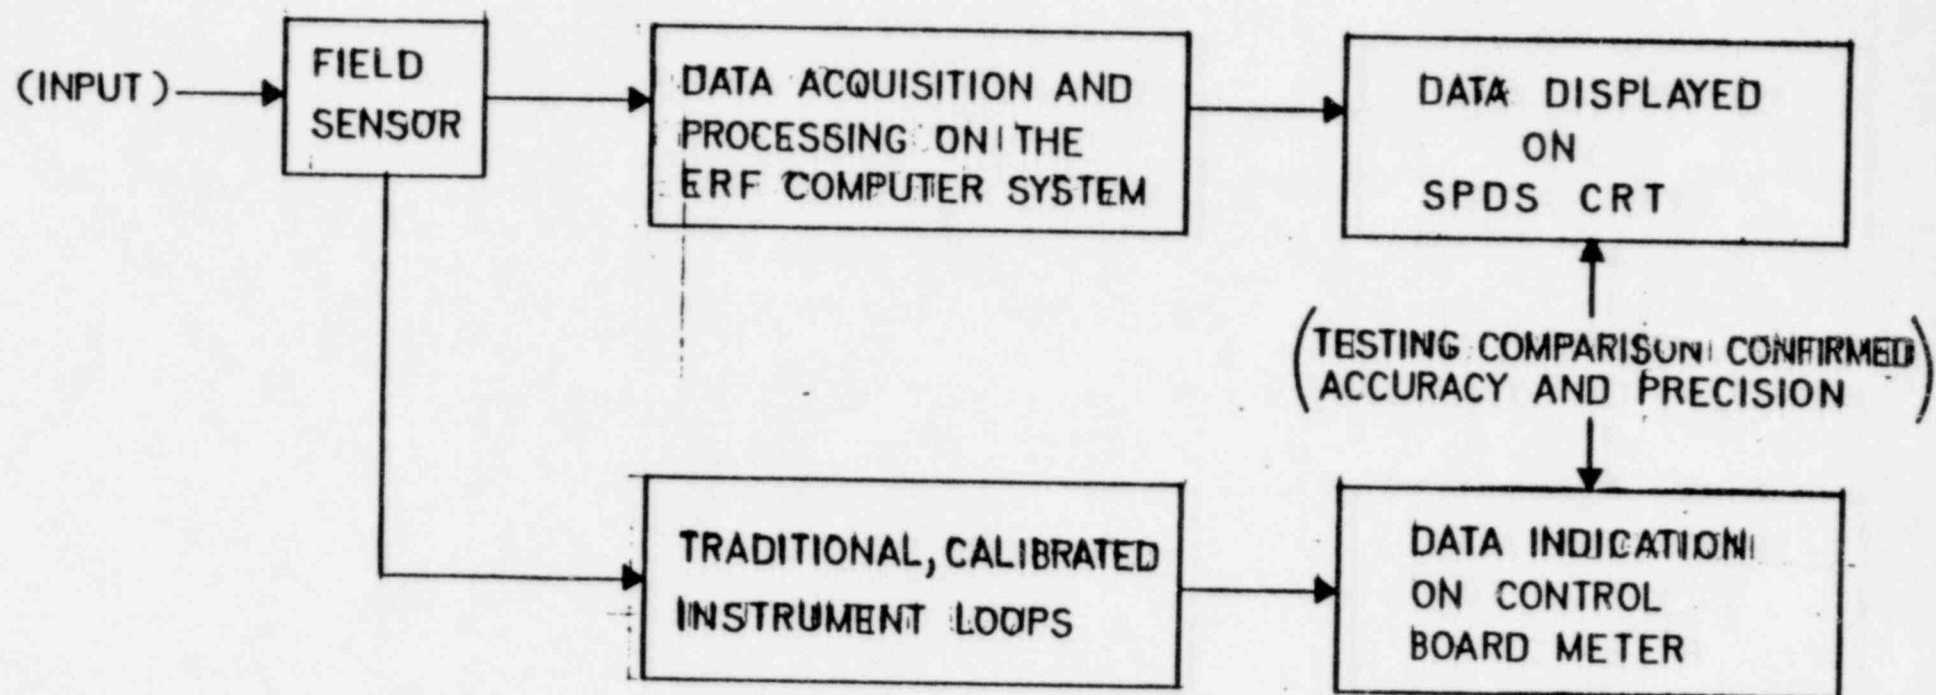 (INPUT)
FIELD
SENSOR
DATA ACQUISITION AND
PROCESSING ON THE
ERF COMPUTER SYSTEM
DATA DISPLAYED
ON
SPDS CRT
(TESTING COMPARISON CONFIRMED
ACCURACY AND PRECISION)
TRADITIONAL, CALIBRATED
INSTRUMENT LOOPS
DATA INDICATION
ON CONTROL
BOARD METER